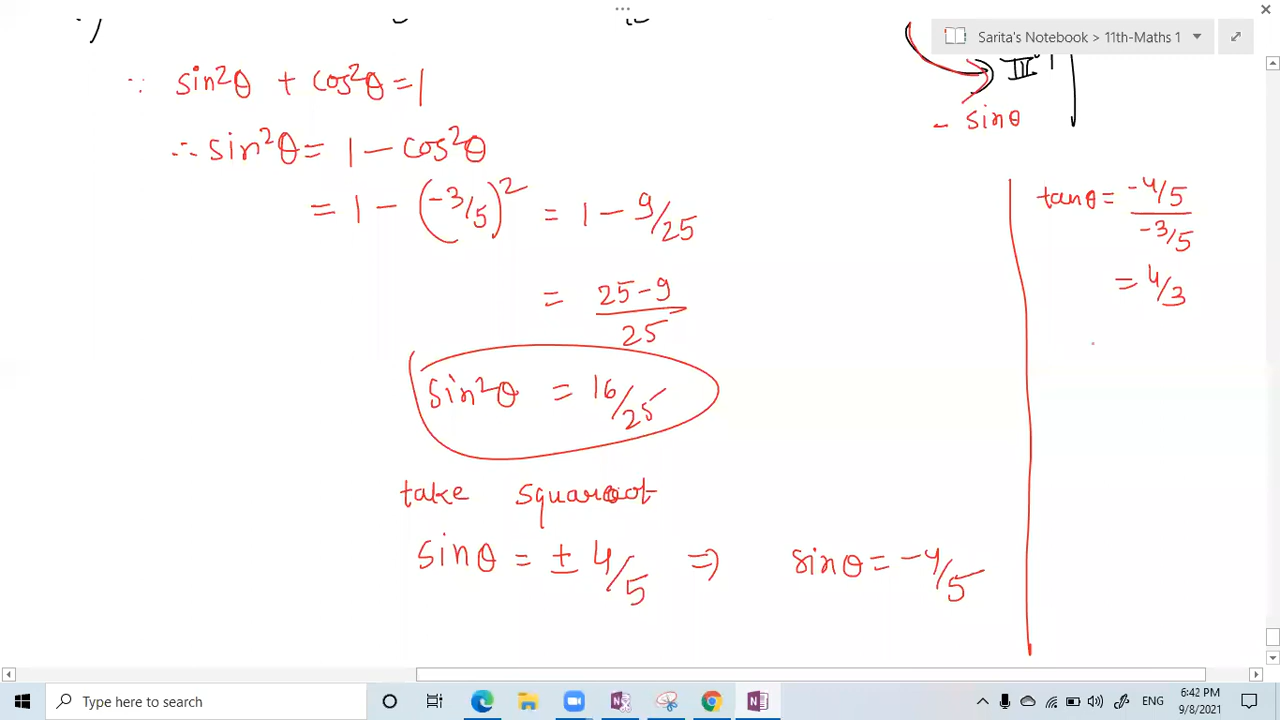 Sarita's Notebook > 11th-Maths 1
III
- sinθ
∵ sin²θ + cos²θ = 1
∴ sin²θ = 1 - cos²θ
= 1 - (-3/5)² = 1 - 9/25
= 25-9/25
sin²θ = 16/25
take squareoot
sinθ = ± 4/5 ⇒ sinθ = -4/5
tanθ = -4/5 / -3/5
= 4/3
Type here to search
ENG
6:42 PM
9/8/2021